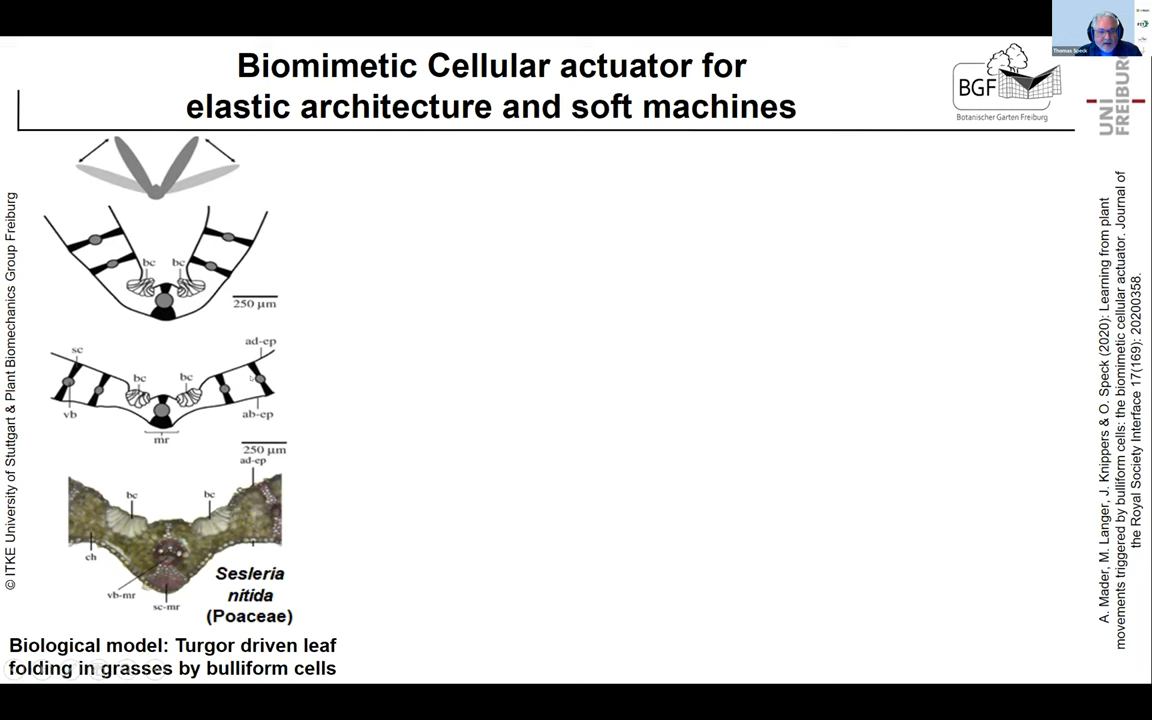 Biomimetic Cellular actuator for
elastic architecture and soft machines
BGF
Botanischer Garten Freiburg
UNI
FREIBURG
Thomas Speck
© ITKE University of Stuttgart & Plant Biomechanics Group Freiburg
bc
bc
250 µm
sc
ad-ep
bc
bc
vb
ab-ep
mr
250 µm
ad-ep
bc
bc
ch
vb-mr
sc-mr
Sesleria
nitida
(Poaceae)
Biological model: Turgor driven leaf
folding in grasses by bulliform cells
A. Mader, M. Langer, J. Knippers & O. Speck (2020): Learning from plant
movements triggered by bulliform cells: the biomimetic cellular actuator. Journal of
the Royal Society Interface 17(169): 20200358.